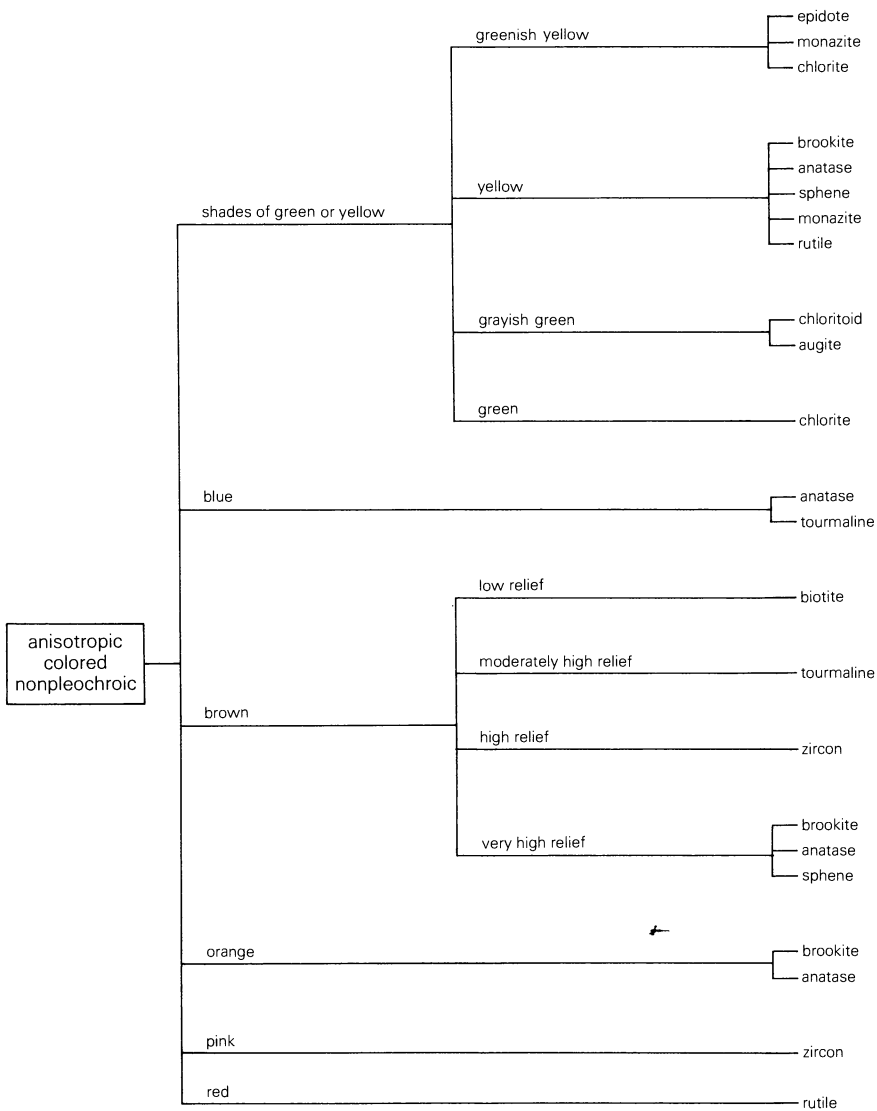 greenish yellow
epidote
monazite
chlorite
yellow
brookite
anatase
sphene
monazite
rutile
shades of green or yellow
grayish green
chloritoid
augite
green
chlorite
blue
anatase
tourmaline
anisotropic
colored
nonpleochroic
brown
low relief
biotite
moderately high relief
tourmaline
high relief
zircon
very high relief
brookite
anatase
sphene
orange
brookite
anatase
pink
zircon
red
rutile